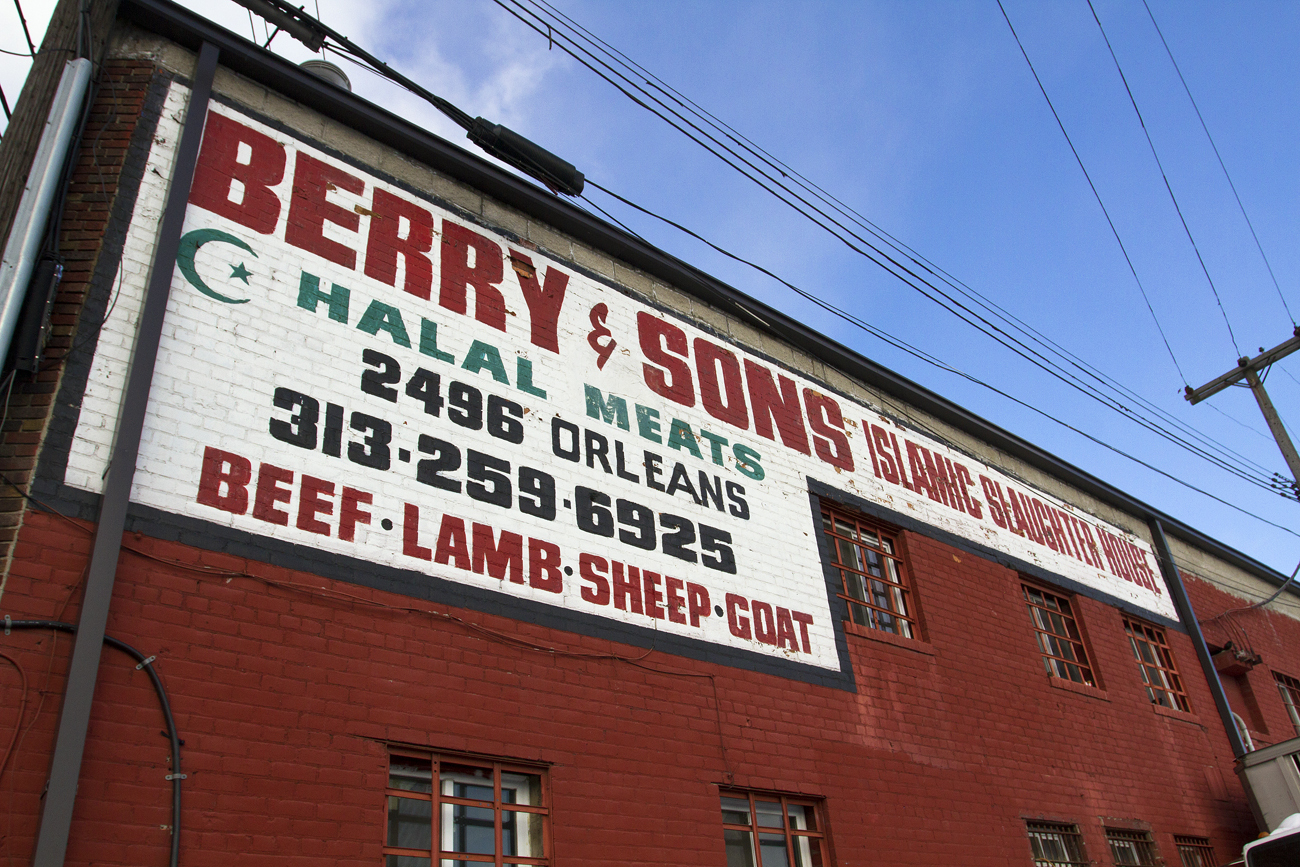 BERRY & SONS ISLAMIC SLAUGHTER HOUSE
HALAL MEATS
2496 ORLEANS
313·259·6925
BEEF·LAMB·SHEEP·GOAT